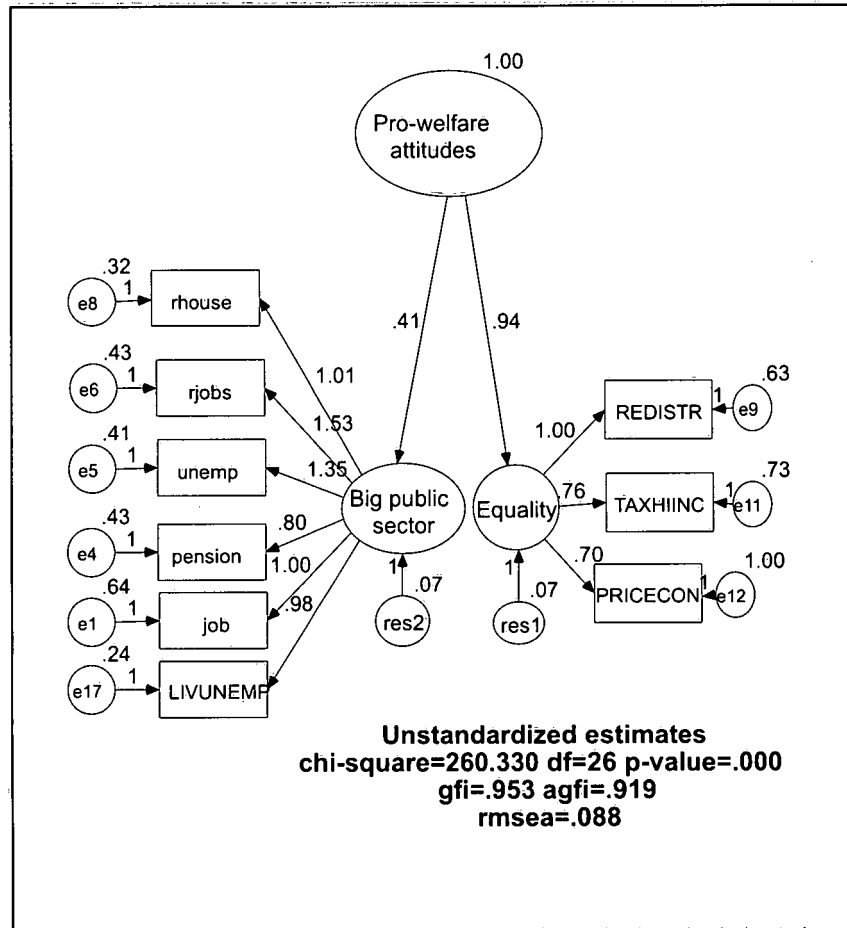 1.00
Pro-welfare
attitudes
.41
.94
.32
e8
1
rhouse
1.01
.43
e6
1
rjobs
1.53
.41
e5
1
unemp
1.35
.43
e4
1
pension
.80
.64
e1
1
job
1.00
.24
e17
1
LIVUNEMP
.98
Big public
sector
1
.07
res2
Equality
1
.07
res1
1.00
REDISTR
1
.63
e9
.76
TAXHIINC
1
.73
e11
.70
PRICECON
1
1.00
e12
Unstandardized estimates
chi-square=260.330 df=26 p-value=.000
gfi=.953 agfi=.919
rmsea=.088